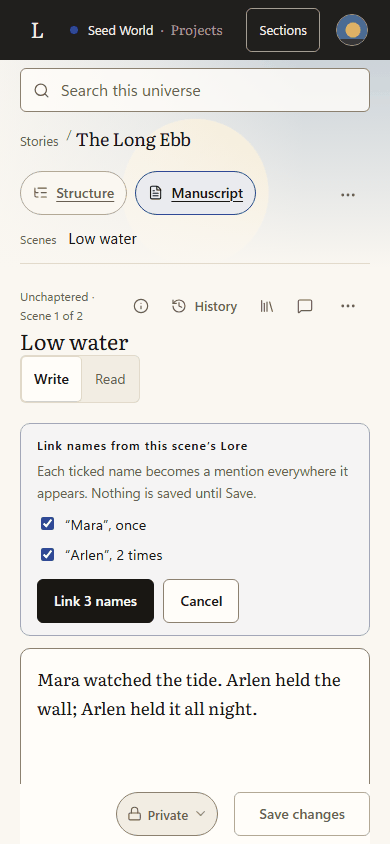 L
Seed World · Projects
Sections
Search this universe
Stories / The Long Ebb
Structure
Manuscript
Scenes Low water
Unchaptered ·
Scene 1 of 2
History
Low water
Write
Read
Link names from this scene's Lore
Each ticked name becomes a mention everywhere it
appears. Nothing is saved until Save.
“Mara”, once
“Arlen”, 2 times
Link 3 names
Cancel
Mara watched the tide. Arlen held the
wall; Arlen held it all night.
Private
Save changes